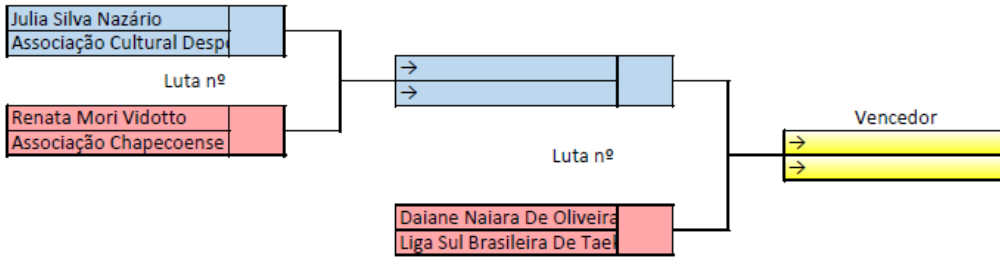 Julia Silva Nazário
Associação Cultural Desp
Luta nº
Renata Mori Vidotto
Associação Chapecoense
→
→
Luta nº
Vencedor
→
→
Daiane Naiara De Oliveira
Liga Sul Brasileira De Tae